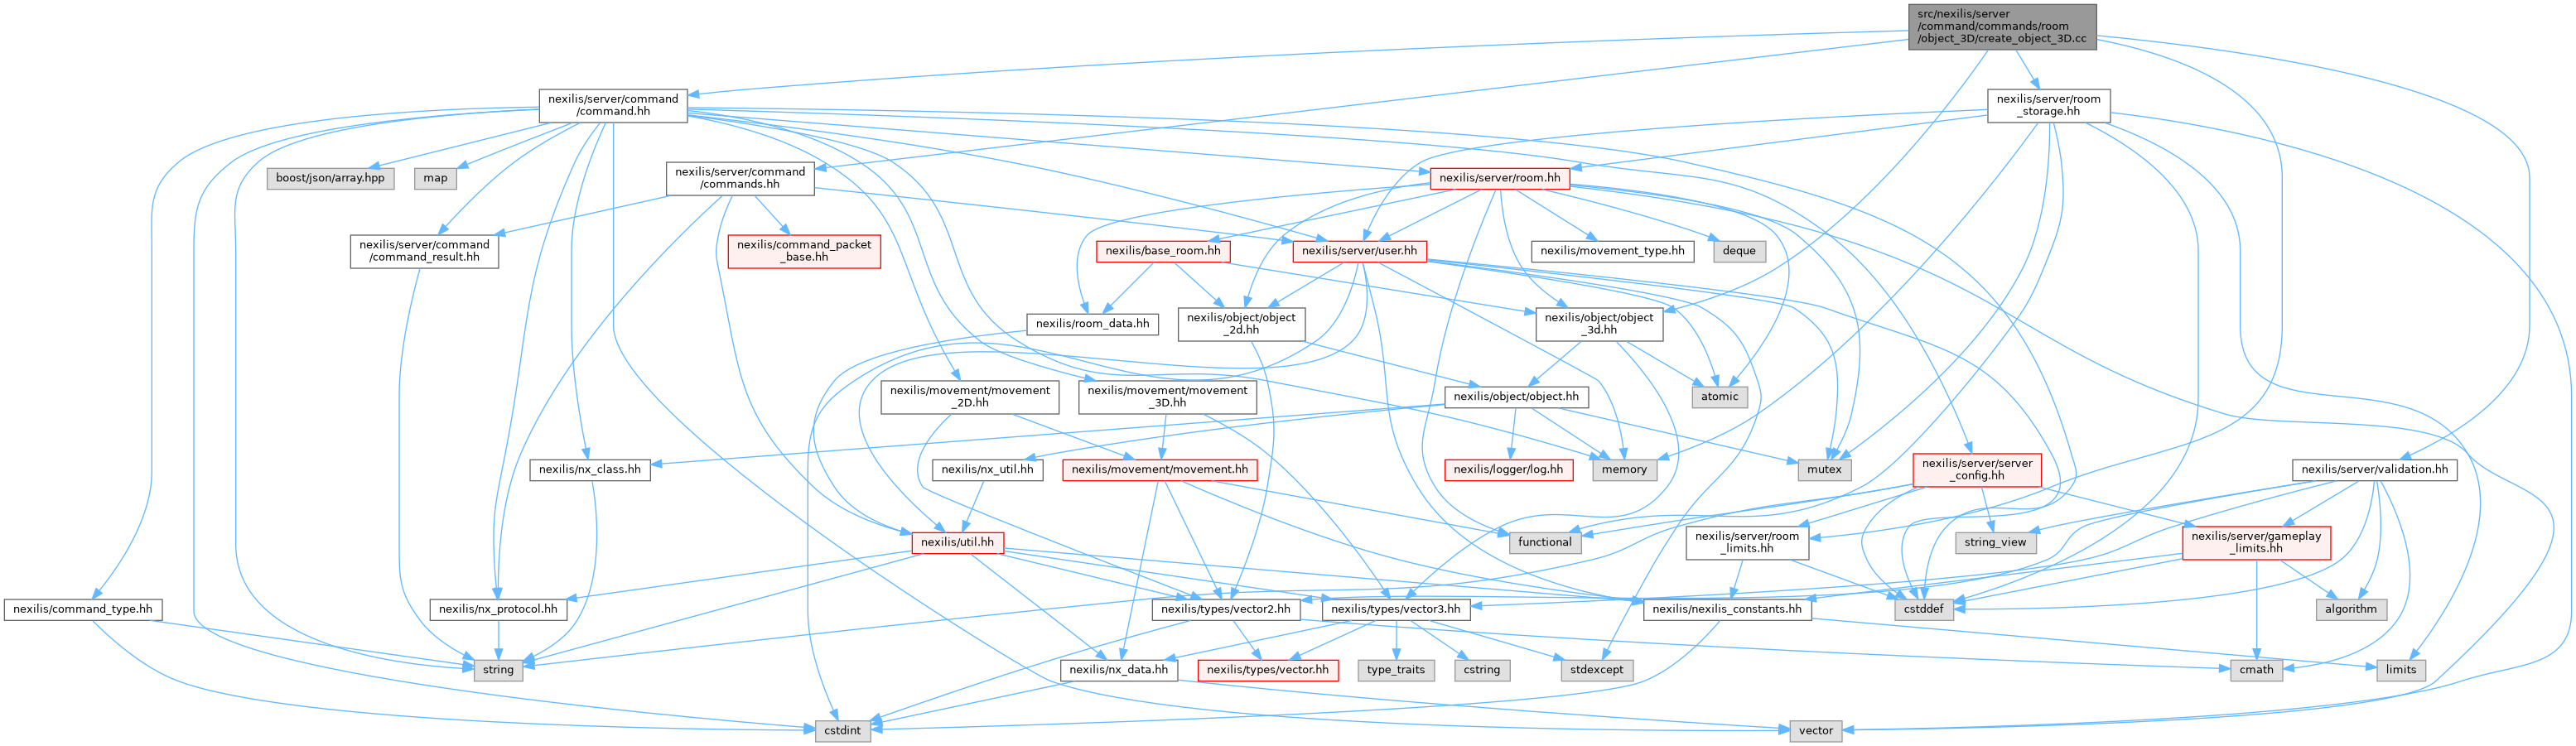 src/nexilis/server
/command/commands/room
/object_3D/create_object_3D.cc
nexilis/server/command
/command.hh
nexilis/server/room
_storage.hh
boost/json/array.hpp
map
nexilis/server/command
/commands.hh
nexilis/server/room.hh
nexilis/server/command
/command_result.hh
nexilis/command_packet
_base.hh
nexilis/base_room.hh
nexilis/server/user.hh
nexilis/movement_type.hh
deque
nexilis/room_data.hh
nexilis/object/object
_2d.hh
nexilis/object/object
_3d.hh
nexilis/movement/movement
_2D.hh
nexilis/movement/movement
_3D.hh
nexilis/object/object.hh
atomic
nexilis/nx_class.hh
nexilis/nx_util.hh
nexilis/movement/movement.hh
nexilis/logger/log.hh
memory
mutex
nexilis/server/server
_config.hh
nexilis/server/validation.hh
nexilis/util.hh
functional
nexilis/server/room
_limits.hh
string_view
nexilis/server/gameplay
_limits.hh
nexilis/command_type.hh
nexilis/nx_protocol.hh
nexilis/types/vector2.hh
nexilis/types/vector3.hh
nexilis/nexilis_constants.hh
cstddef
algorithm
string
nexilis/nx_data.hh
nexilis/types/vector.hh
type_traits
cstring
stdexcept
cmath
limits
cstdint
vector